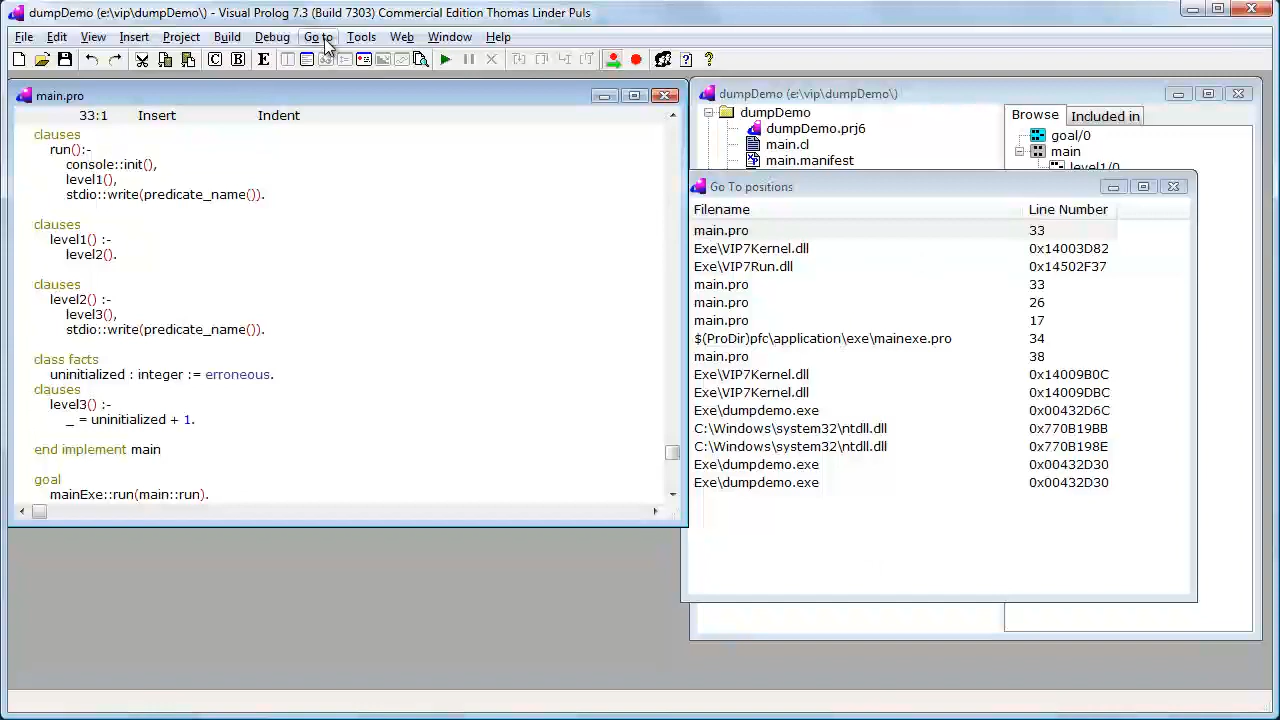 dumpDemo (e:\vip\dumpDemo\) - Visual Prolog 7.3 (Build 7303) Commercial Edition Thomas Linder Puls
File Edit View Insert Project Build Debug Go to Tools Web Window Help
C B E
main.pro
33:1 Insert Indent
clauses
run():-
console::init(),
level1(),
stdio::write(predicate_name()).
clauses
level1() :-
level2().
clauses
level2() :-
level3(),
stdio::write(predicate_name()).
class facts
uninitialized : integer := erroneous.
clauses
level3() :-
_ = uninitialized + 1.
end implement main
goal
mainExe::run(main::run).
dumpDemo (e:\vip\dumpDemo\)
dumpDemo
dumpDemo.prj6
main.cl
main.manifest
Browse Included in
goal/0
main
level1/0
Go To positions
Filename Line Number
main.pro 33
Exe\VIP7Kernel.dll 0x14003D82
Exe\VIP7Run.dll 0x14502F37
main.pro 33
main.pro 26
main.pro 17
$(ProDir)pfc\application\exe\mainexe.pro 34
main.pro 38
Exe\VIP7Kernel.dll 0x14009B0C
Exe\VIP7Kernel.dll 0x14009DBC
Exe\dumpdemo.exe 0x00432D6C
C:\Windows\system32\ntdll.dll 0x770B19BB
C:\Windows\system32\ntdll.dll 0x770B198E
Exe\dumpdemo.exe 0x00432D30
Exe\dumpdemo.exe 0x00432D30